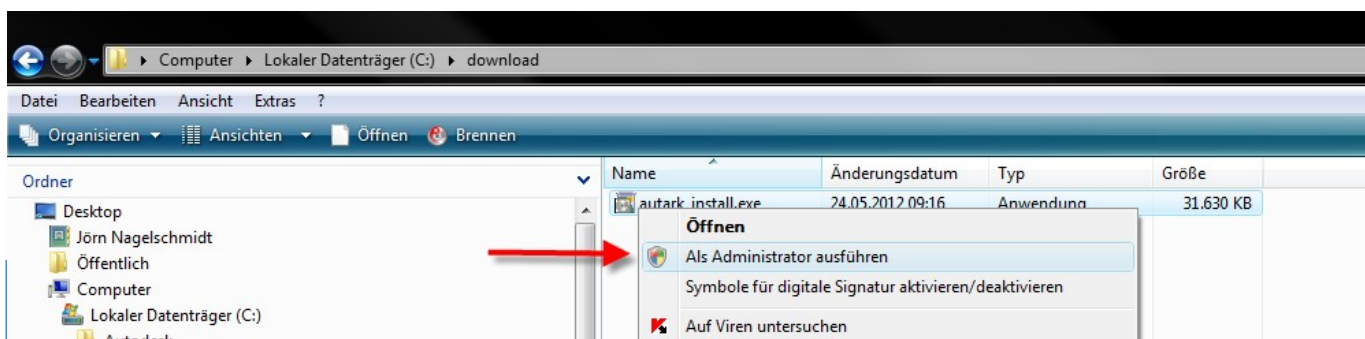 Computer Lokaler Datenträger (C:) download
Datei Bearbeiten Ansicht Extras ?
Organisieren Ansichten Öffnen Brennen
Ordner
Name Änderungsdatum Typ Größe
Desktop
autark_install.exe 24.05.2012 09:16 Anwendung 31.630 KB
Jörn Nagelschmidt
Öffnen
Öffentlich
Als Administrator ausführen
Computer
Symbole für digitale Signatur aktivieren/deaktivieren
Lokaler Datenträger (C:)
Auf Viren untersuchen